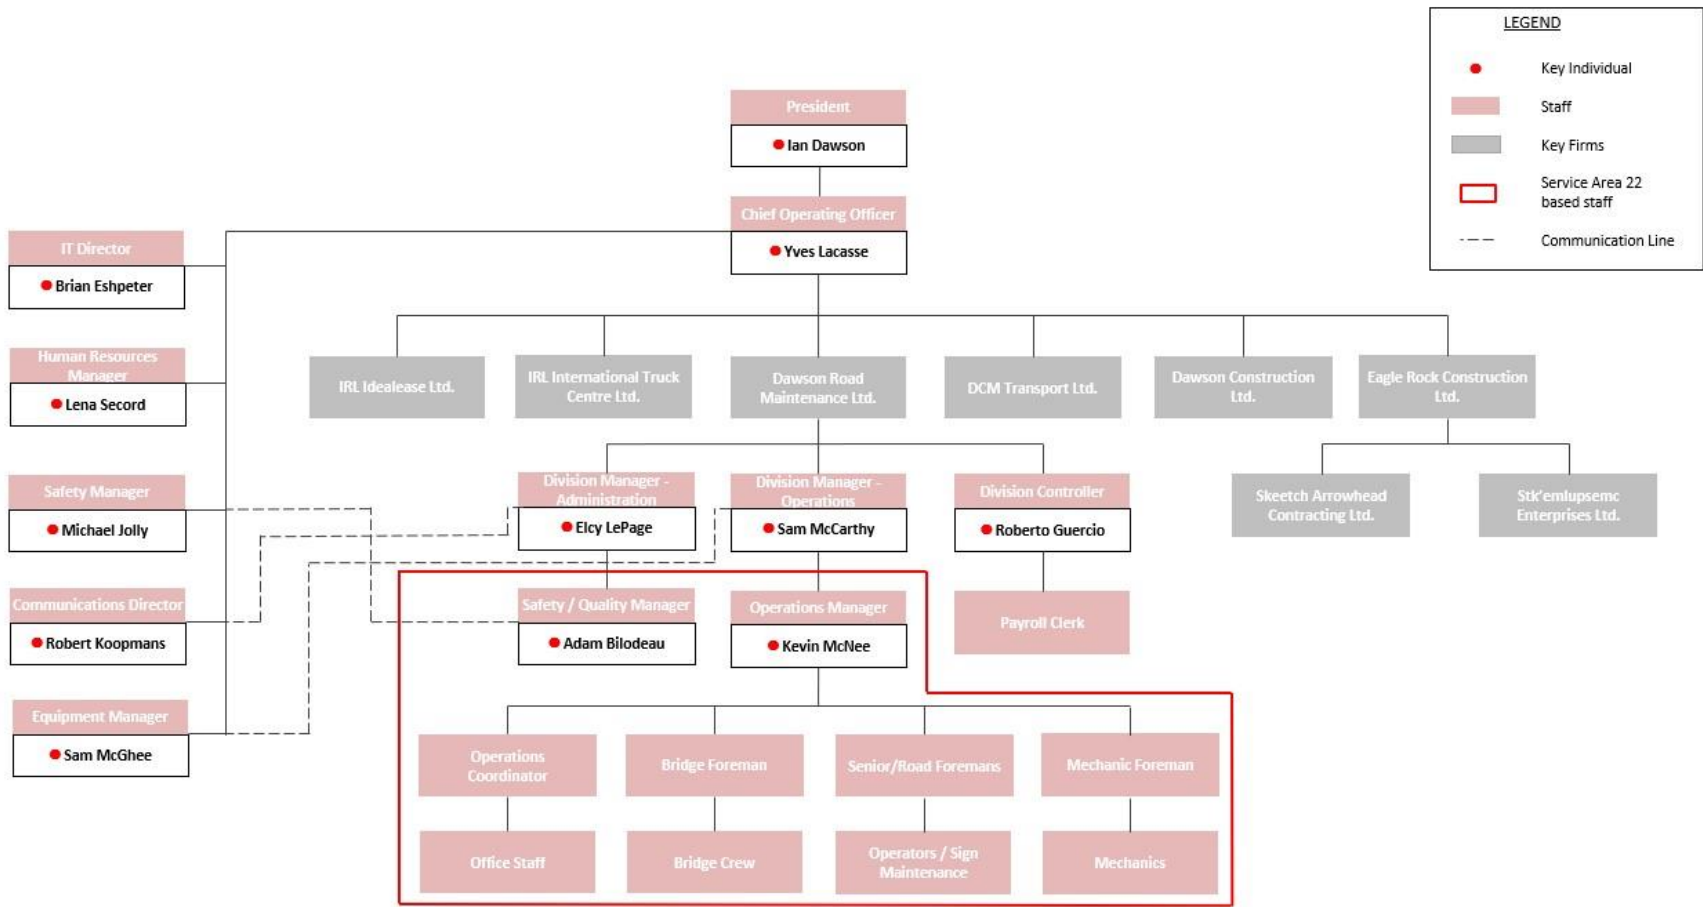 LEGEND
Key Individual
Staff
Key Firms
Service Area 22
based staff
Communication Line
President
Ian Dawson
Chief Operating Officer
Yves Lacasse
IT Director
Brian Eshpeter
Human Resources
Manager
Lena Secord
Safety Manager
Michael Jolly
Communications Director
Robert Koopmans
Equipment Manager
Sam McGhee
IRL Idealease Ltd.
IRL International Truck
Centre Ltd.
Dawson Road
Maintenance Ltd.
DCM Transport Ltd.
Dawson Construction
Ltd.
Eagle Rock Construction
Ltd.
Division Manager -
Administration
Elcy LePage
Division Manager -
Operations
Sam McCarthy
Division Controller
Roberto Guercio
Skeetch Arrowhead
Contracting Ltd.
Stk'emlupsemc
Enterprises Ltd.
Safety / Quality Manager
Adam Bilodeau
Operations Manager
Kevin McNee
Payroll Clerk
Operations
Coordinator
Bridge Foreman
Senior/Road Foremans
Mechanic Foreman
Office Staff
Bridge Crew
Operators / Sign
Maintenance
Mechanics